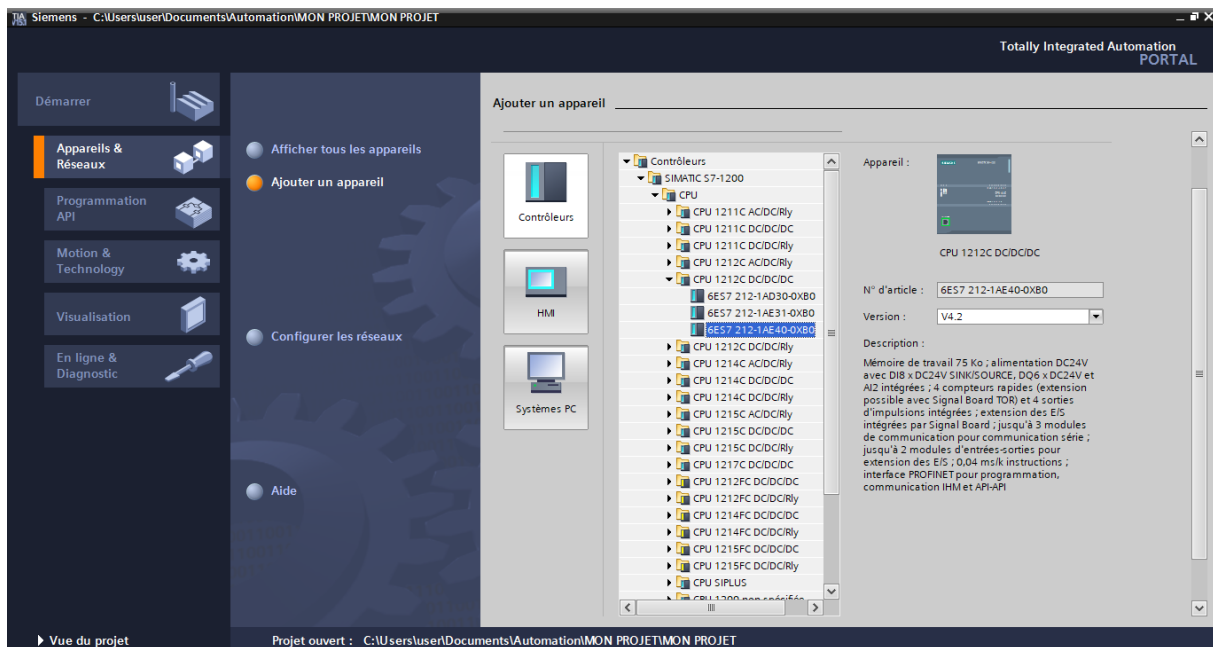 Siemens - C:\Users\user\Documents\Automation\MON PROJET\MON PROJET
Totally Integrated Automation
PORTAL
Démarrer
Appareils &
Réseaux
Programmation
API
Motion &
Technology
Visualisation
En ligne &
Diagnostic
Vue du projet
Afficher tous les appareils
Ajouter un appareil
Configurer les réseaux
Aide
Ajouter un appareil
Contrôleurs
HMI
Systèmes PC
Contrôleurs
SIMATIC S7-1200
CPU
CPU 1211C AC/DC/Rly
CPU 1211C DC/DC/DC
CPU 1211C DC/DC/Rly
CPU 1212C AC/DC/Rly
CPU 1212C DC/DC/DC
6ES7 212-1AD30-0XB0
6ES7 212-1AE31-0XB0
6ES7 212-1AE40-0XB0
CPU 1212C DC/DC/Rly
CPU 1214C AC/DC/Rly
CPU 1214C DC/DC/DC
CPU 1214C DC/DC/Rly
CPU 1215C AC/DC/Rly
CPU 1215C DC/DC/DC
CPU 1215C DC/DC/Rly
CPU 1217C DC/DC/DC
CPU 1212FC DC/DC/DC
CPU 1212FC DC/DC/Rly
CPU 1214FC DC/DC/DC
CPU 1214FC DC/DC/Rly
CPU 1215FC DC/DC/DC
CPU 1215FC DC/DC/Rly
CPU SIPLUS
CPU 1200 non spécifiée
Appareil :
CPU 1212C DC/DC/DC
N° d'article : 6ES7 212-1AE40-0XB0
Version : V4.2
Description :
Mémoire de travail 75 Ko ; alimentation DC24V
avec DI8 x DC24V SINK/SOURCE, DQ6 x DC24V et
AI2 intégrées ; 4 compteurs rapides (extension
possible avec Signal Board TOR) et 4 sorties
d'impulsions intégrées ; extension des E/S
intégrées par Signal Board ; jusqu'à 3 modules
de communication pour communication série ;
jusqu'à 2 modules d'entrées-sorties pour
extension des E/S ; 0,04 ms/k instructions ;
interface PROFINET pour programmation,
communication IHM et API-API
Projet ouvert : C:\Users\user\Documents\Automation\MON PROJET\MON PROJET